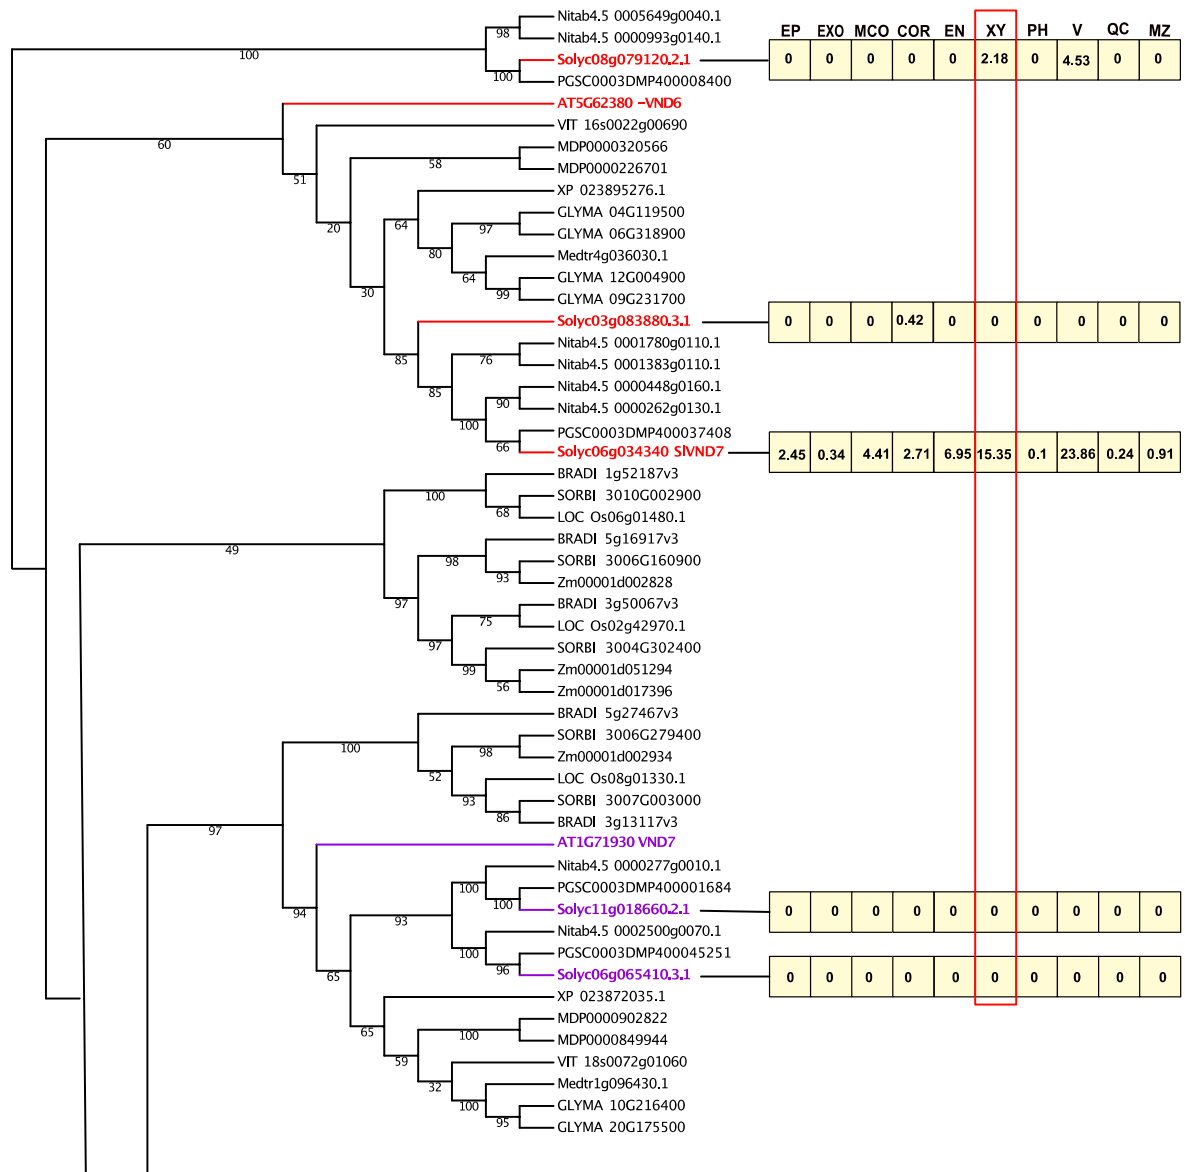 Nitab4.5 0005649g0040.1
98
Nitab4.5 0000993g0140.1
EP EXO MCO COR EN XY PH V QC MZ
100
Solyc08g079120.2.1
0 0 0 0 0 2.18 0 4.53 0 0
100
PGSC0003DMP400008400
AT5G62380 -VND6
VIT 16s0022g00690
60
MDP0000320566
58
MDP0000226701
51
XP 023895276.1
GLYMA 04G119500
64
97
20
GLYMA 06G318900
80
Medtr4g036030.1
64
GLYMA 12G004900
30
99
GLYMA 09G231700
Solyc03g083880.3.1
0 0 0 0.42 0 0 0 0 0 0
Nitab4.5 0001780g0110.1
85
76
Nitab4.5 0001383g0110.1
Nitab4.5 0000448g0160.1
85
90
Nitab4.5 0000262g0130.1
100
PGSC0003DMP400037408
66
Solyc06g034340 SlVND7
2.45 0.34 4.41 2.71 6.95 15.35 0.1 23.86 0.24 0.91
BRADI 1g52187v3
100
SORBI 3010G002900
68
LOC Os06g01480.1
BRADI 5g16917v3
49
98
SORBI 3006G160900
93
Zm00001d002828
97
BRADI 3g50067v3
75
LOC Os02g42970.1
97
SORBI 3004G302400
99
Zm00001d051294
56
Zm00001d017396
BRADI 5g27467v3
100
SORBI 3006G279400
98
Zm00001d002934
52
LOC Os08g01330.1
93
SORBI 3007G003000
86
BRADI 3g13117v3
97
AT1G71930 VND7
Nitab4.5 0000277g0010.1
100
PGSC0003DMP400001684
100
Solyc11g018660.2.1
0 0 0 0 0 0 0 0 0 0
94
93
Nitab4.5 0002500g0070.1
100
PGSC0003DMP400045251
96
Solyc06g065410.3.1
0 0 0 0 0 0 0 0 0 0
65
XP 023872035.1
MDP0000902822
65
100
MDP0000849944
59
VIT 18s0072g01060
32
Medtr1g096430.1
100
GLYMA 10G216400
95
GLYMA 20G175500